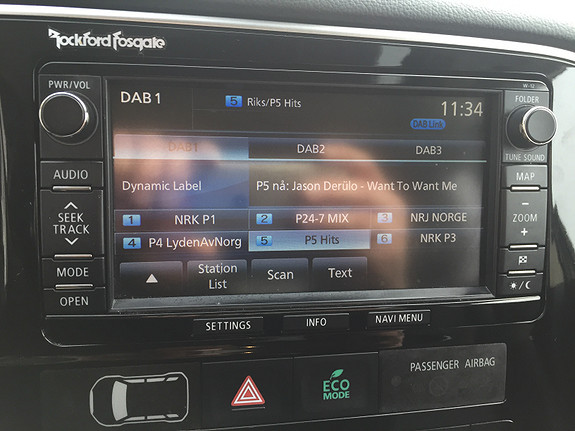 Rockford Fosgate
W-12
PWR/VOL
FOLDER
DAB 1
5 Riks/P5 Hits
11:34
DAB Link
DAB1 DAB2 DAB3
TUNE SOUND
AUDIO
MAP
Dynamic Label
P5 nå: Jason Derülo - Want To Want Me
SEEK
TRACK
−
ZOOM
+
1 NRK P1
2 P24-7 MIX
3 NRJ NORGE
4 P4 LydenAvNorg
5 P5 Hits
6 NRK P3
MODE
Station
List
Scan
Text
OPEN
SETTINGS
INFO
NAVI MENU
ECO
MODE
PASSENGER AIRBAG